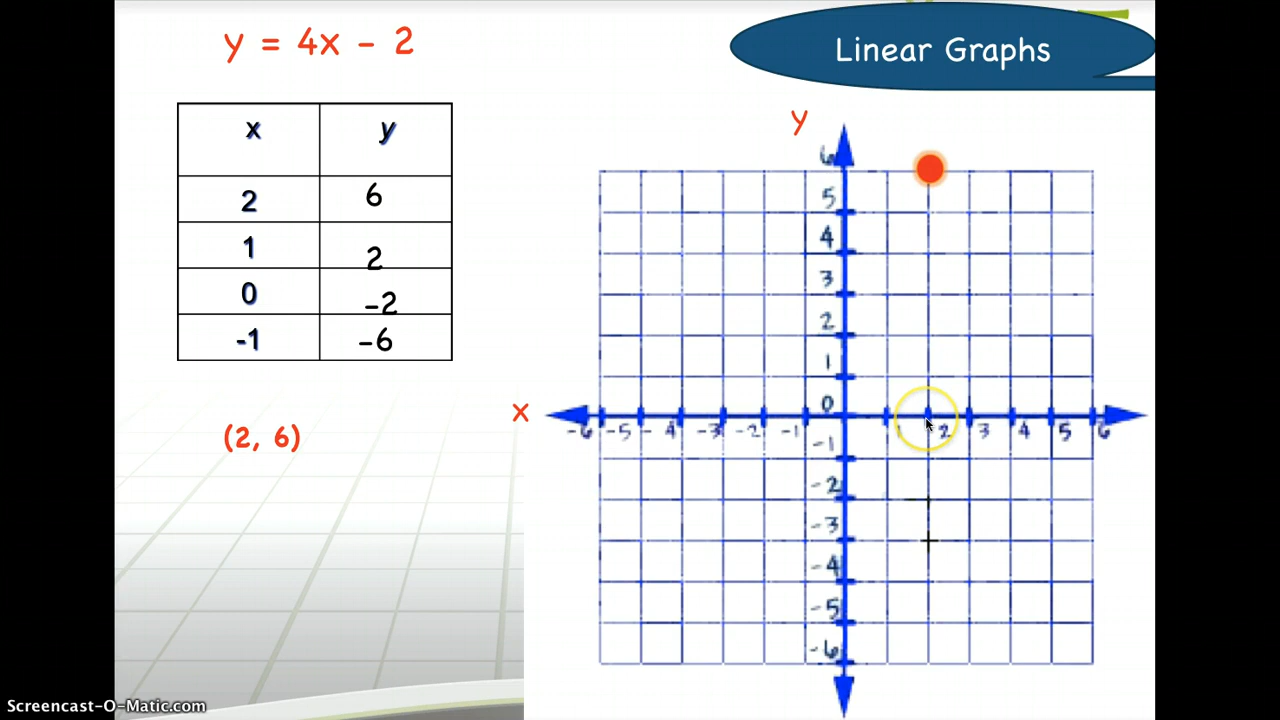 y = 4x - 2
Linear Graphs
x y
2 6
1 2
0 -2
-1 -6
(2, 6)
y
6
5
4
3
2
1
0
x
-6 -5 -4 -3 -2 -1 1 2 3 4 5 6
-1
-2
-3
-4
-5
-6
Screencast-O-Matic.com